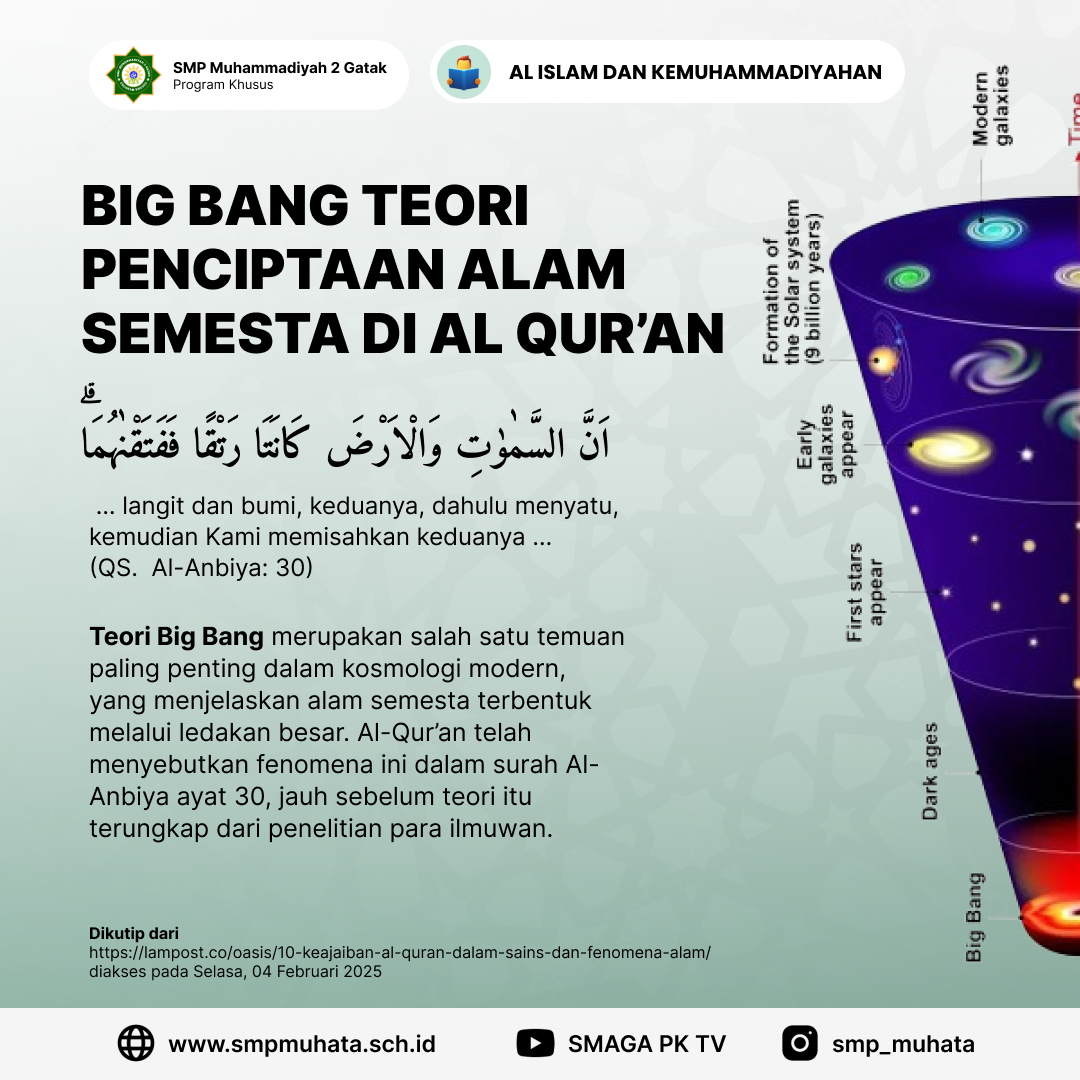 SMP Muhammadiyah 2 Gatak
Program Khusus
AL ISLAM DAN KEMUHAMMADIYAHAN
BIG BANG TEORI
PENCIPTAAN ALAM
SEMESTA DI AL QUR’AN
اَنَّ السَّمٰوٰتِ وَالْاَرْضَ كَانَتَا رَتْقًا فَفَتَقْنٰهُمَاۗ
... langit dan bumi, keduanya, dahulu menyatu,
kemudian Kami memisahkan keduanya ...
(QS.  Al-Anbiya: 30)
Teori Big Bang merupakan salah satu temuan
paling penting dalam kosmologi modern,
yang menjelaskan alam semesta terbentuk
melalui ledakan besar. Al-Qur’an telah
menyebutkan fenomena ini dalam surah Al-
Anbiya ayat 30, jauh sebelum teori itu
terungkap dari penelitian para ilmuwan.
Dikutip dari
https://lampost.co/oasis/10-keajaiban-al-quran-dalam-sains-dan-fenomena-alam/
diakses pada Selasa, 04 Februari 2025
Modern
galaxies
Time
Formation of
the Solar system
(9 billion years)
Early
galaxies
appear
First stars
appear
Dark ages
Big Bang
www.smpmuhata.sch.id
SMAGA PK TV
smp_muhata